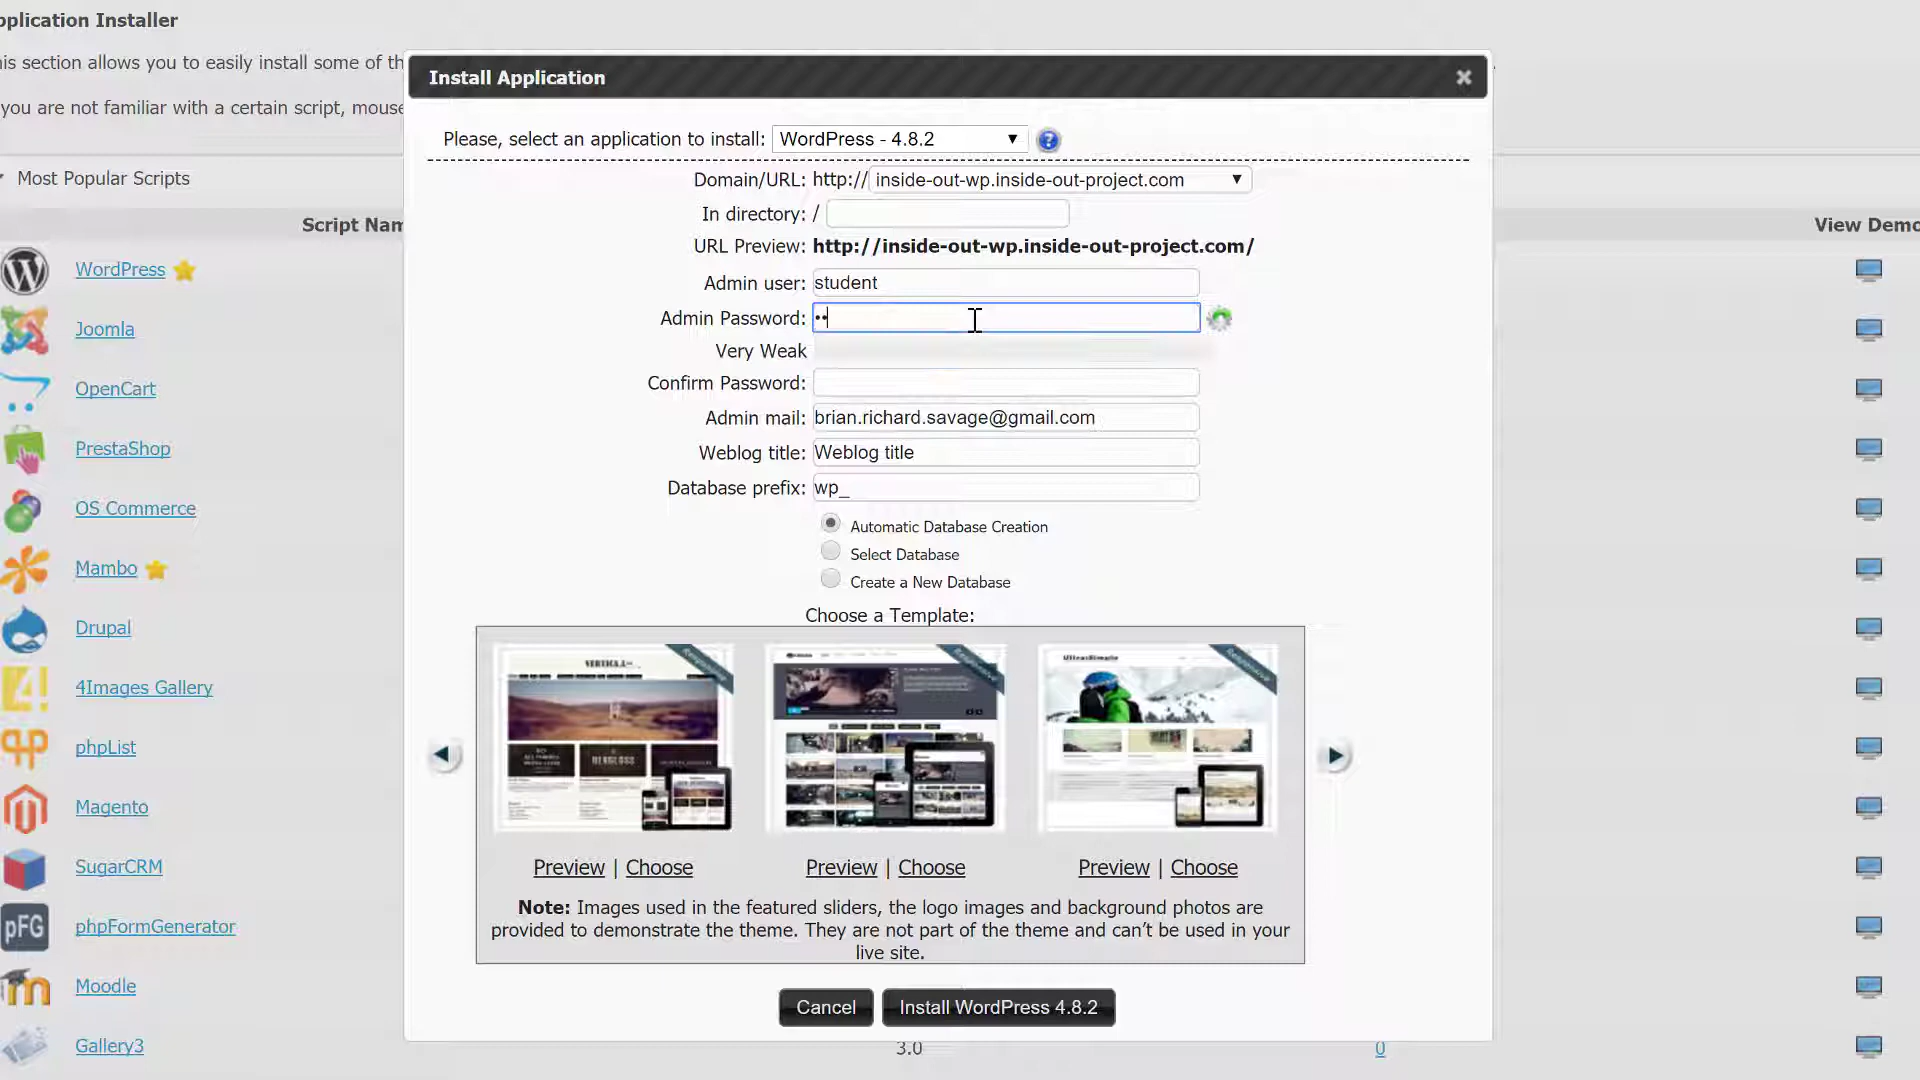 pplication Installer
his section allows you to easily install some of th
you are not familiar with a certain script, mouse
Most Popular Scripts
Script Nam
View Demo
WordPress
Joomla
OpenCart
PrestaShop
OS Commerce
Mambo
Drupal
4Images Gallery
phpList
Magento
SugarCRM
pFG
phpFormGenerator
Moodle
Gallery3
3.0
0
Install Application
Please, select an application to install: WordPress - 4.8.2
Domain/URL: http:// inside-out-wp.inside-out-project.com
In directory: /
URL Preview: http://inside-out-wp.inside-out-project.com/
Admin user: student
Admin Password: ••
Very Weak
Confirm Password:
Admin mail: brian.richard.savage@gmail.com
Weblog title: Weblog title
Database prefix: wp_
Automatic Database Creation
Select Database
Create a New Database
Choose a Template:
Preview | Choose
Preview | Choose
Preview | Choose
Note: Images used in the featured sliders, the logo images and background photos are
provided to demonstrate the theme. They are not part of the theme and can’t be used in your
live site.
Cancel
Install WordPress 4.8.2